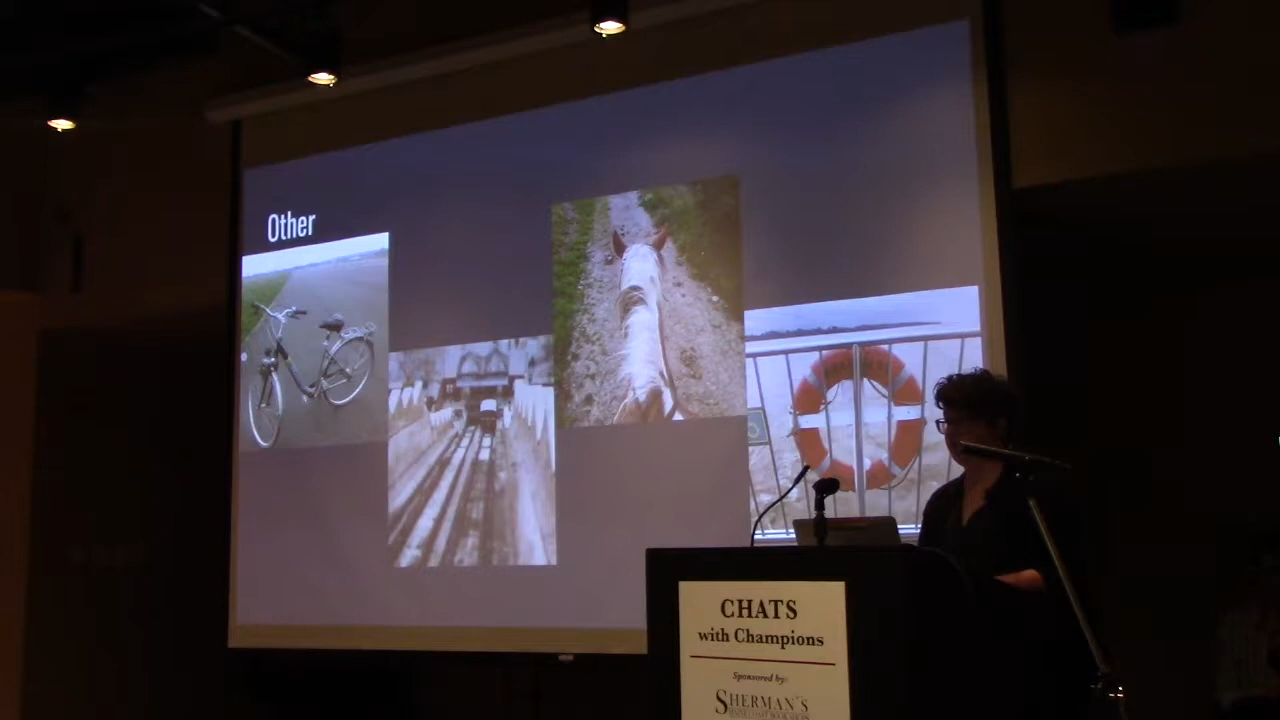 Other
CHATS
with Champions
Sponsored by:
SHERMAN'S